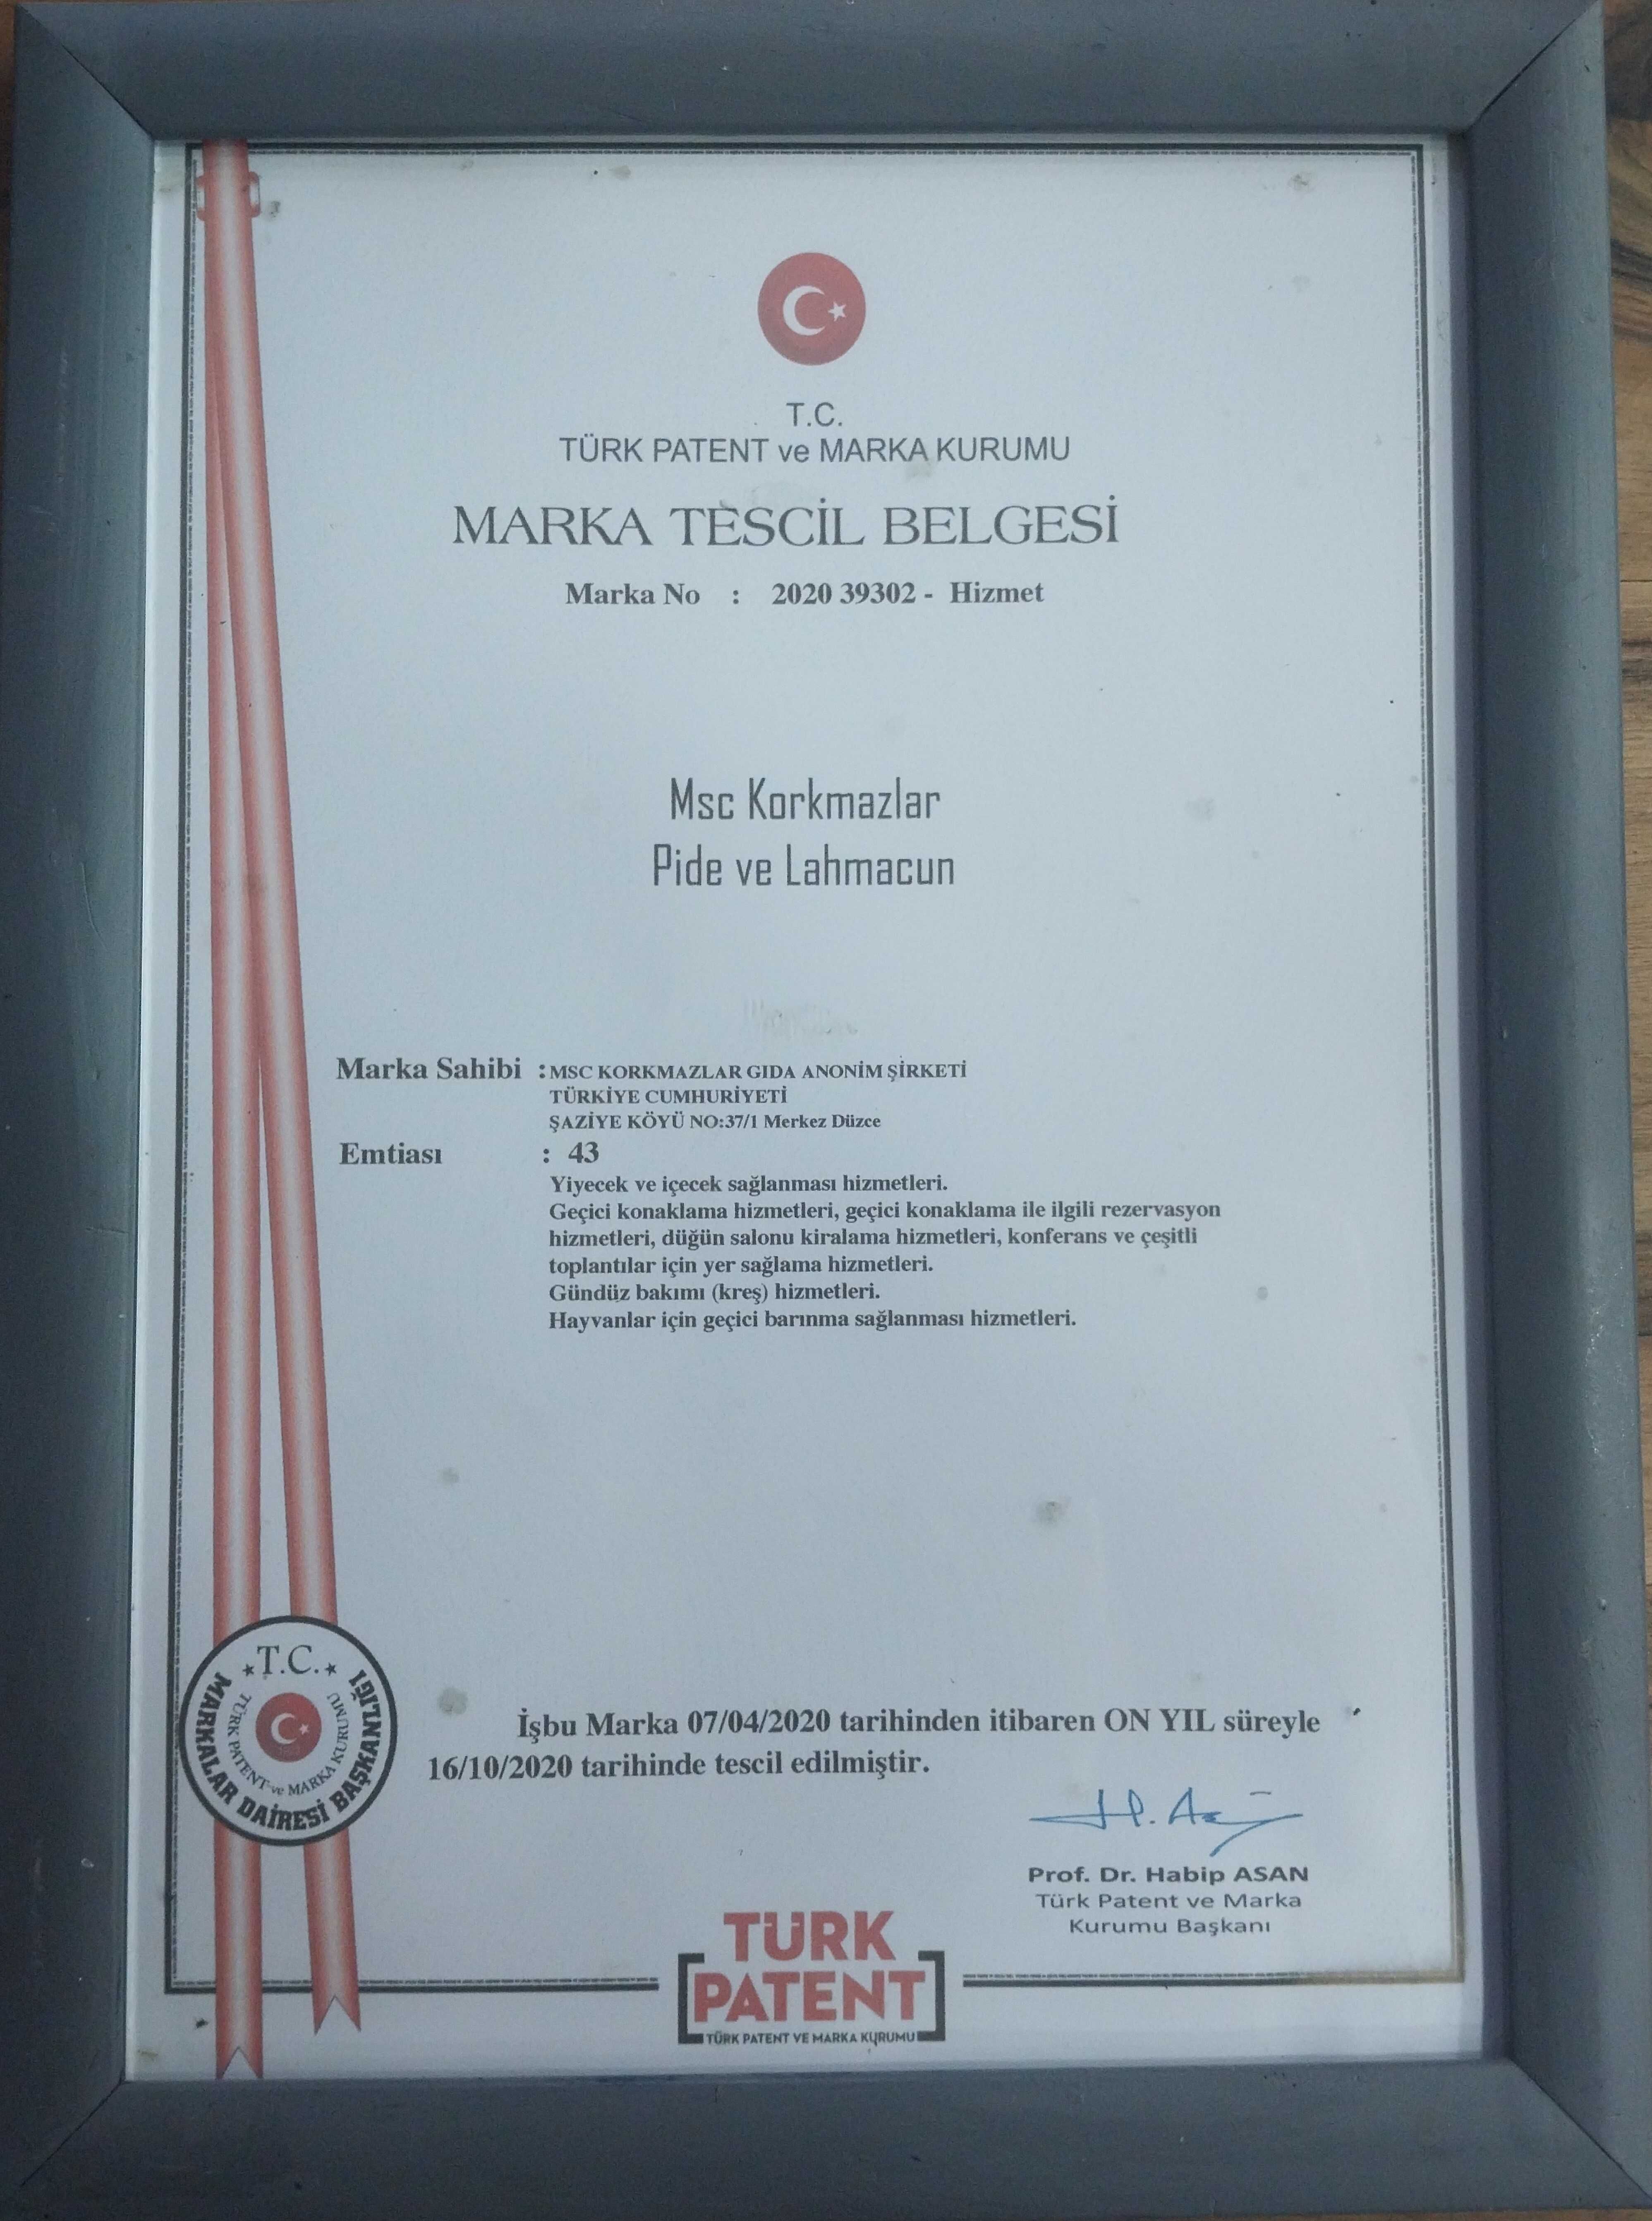 T.C.
TÜRK PATENT ve MARKA KURUMU
MARKA TESCİL BELGESİ
Marka No : 2020 39302 - Hizmet
Msc Korkmazlar
Pide ve Lahmacun
Marka Sahibi : MSC KORKMAZLAR GIDA ANONİM ŞİRKETİ
TÜRKİYE CUMHURİYETİ
ŞAZİYE KÖYÜ NO:37/1 Merkez Düzce
Emtiası : 43
Yiyecek ve içecek sağlanması hizmetleri.
Geçici konaklama hizmetleri, geçici konaklama ile ilgili rezervasyon
hizmetleri, düğün salonu kiralama hizmetleri, konferans ve çeşitli
toplantılar için yer sağlama hizmetleri.
Gündüz bakımı (kreş) hizmetleri.
Hayvanlar için geçici barınma sağlanması hizmetleri.
T.C.
TÜRK PATENT ve MARKA KURUMU
MARKALAR DAİRESİ BAŞKANLIĞI
İşbu Marka 07/04/2020 tarihinden itibaren ON YIL süreyle
16/10/2020 tarihinde tescil edilmiştir.
H. Asan
Prof. Dr. Habip ASAN
Türk Patent ve Marka
Kurumu Başkanı
TÜRK
PATENT
TÜRK PATENT VE MARKA KURUMU